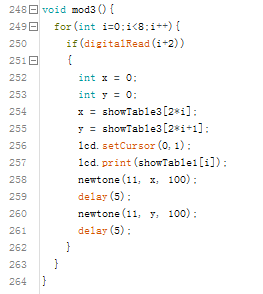 248 void mod3(){
249 for(int i=0;i<8;i++){
250 if(digitalRead(i+2))
251 {
252 int x = 0;
253 int y = 0;
254 x = showTable3[2*i];
255 y = showTable3[2*i+1];
256 lcd.setCursor(0,1);
257 lcd.print(showTable1[i]);
258 newtone(11, x, 100);
259 delay(5);
260 newtone(11, y, 100);
261 delay(5);
262 }
263 }
264 }